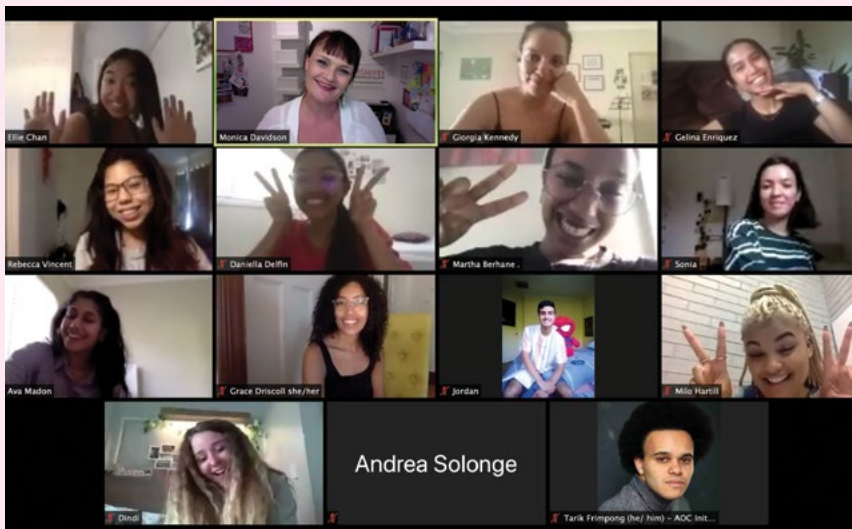 Ellie Chan
Monica Davidson
Giorgia Kennedy
Gelina Enriquez
Rebecca Vincent
Daniella Delfin
Martha Berhane .
Sonia
Ava Madon
Grace Driscoll she/her
Jordan
Milo Hartill
Dindi
Andrea Solonge
Tarik Frimpong (he/ him) - AOC Init...